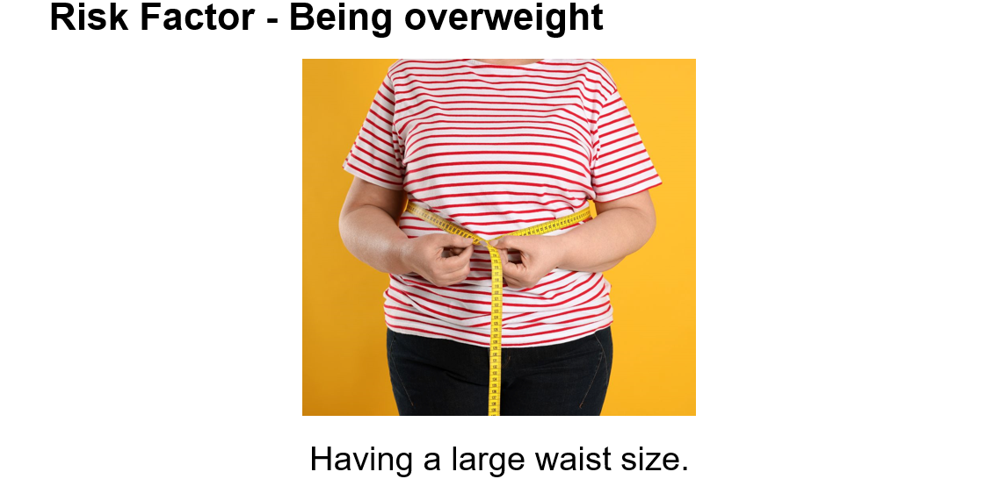 Risk Factor - Being overweight
Having a large waist size.